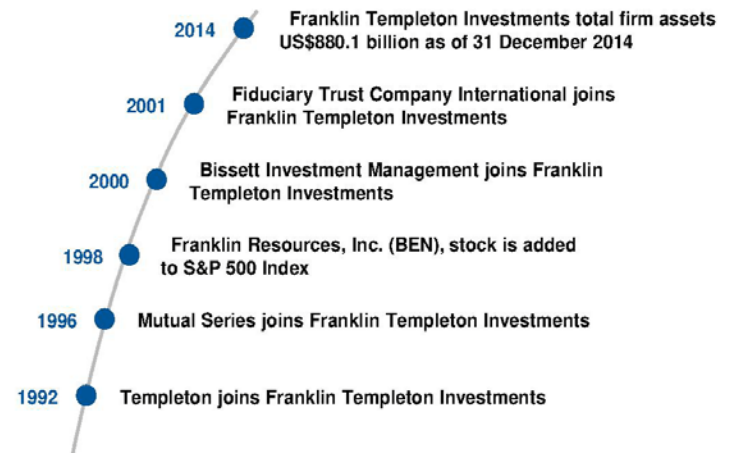 2014
Franklin Templeton Investments total firm assets
US$880.1 billion as of 31 December 2014
2001
Fiduciary Trust Company International joins
Franklin Templeton Investments
2000
Bissett Investment Management joins Franklin
Templeton Investments
1998
Franklin Resources, Inc. (BEN), stock is added
to S&P 500 Index
1996
Mutual Series joins Franklin Templeton Investments
1992
Templeton joins Franklin Templeton Investments